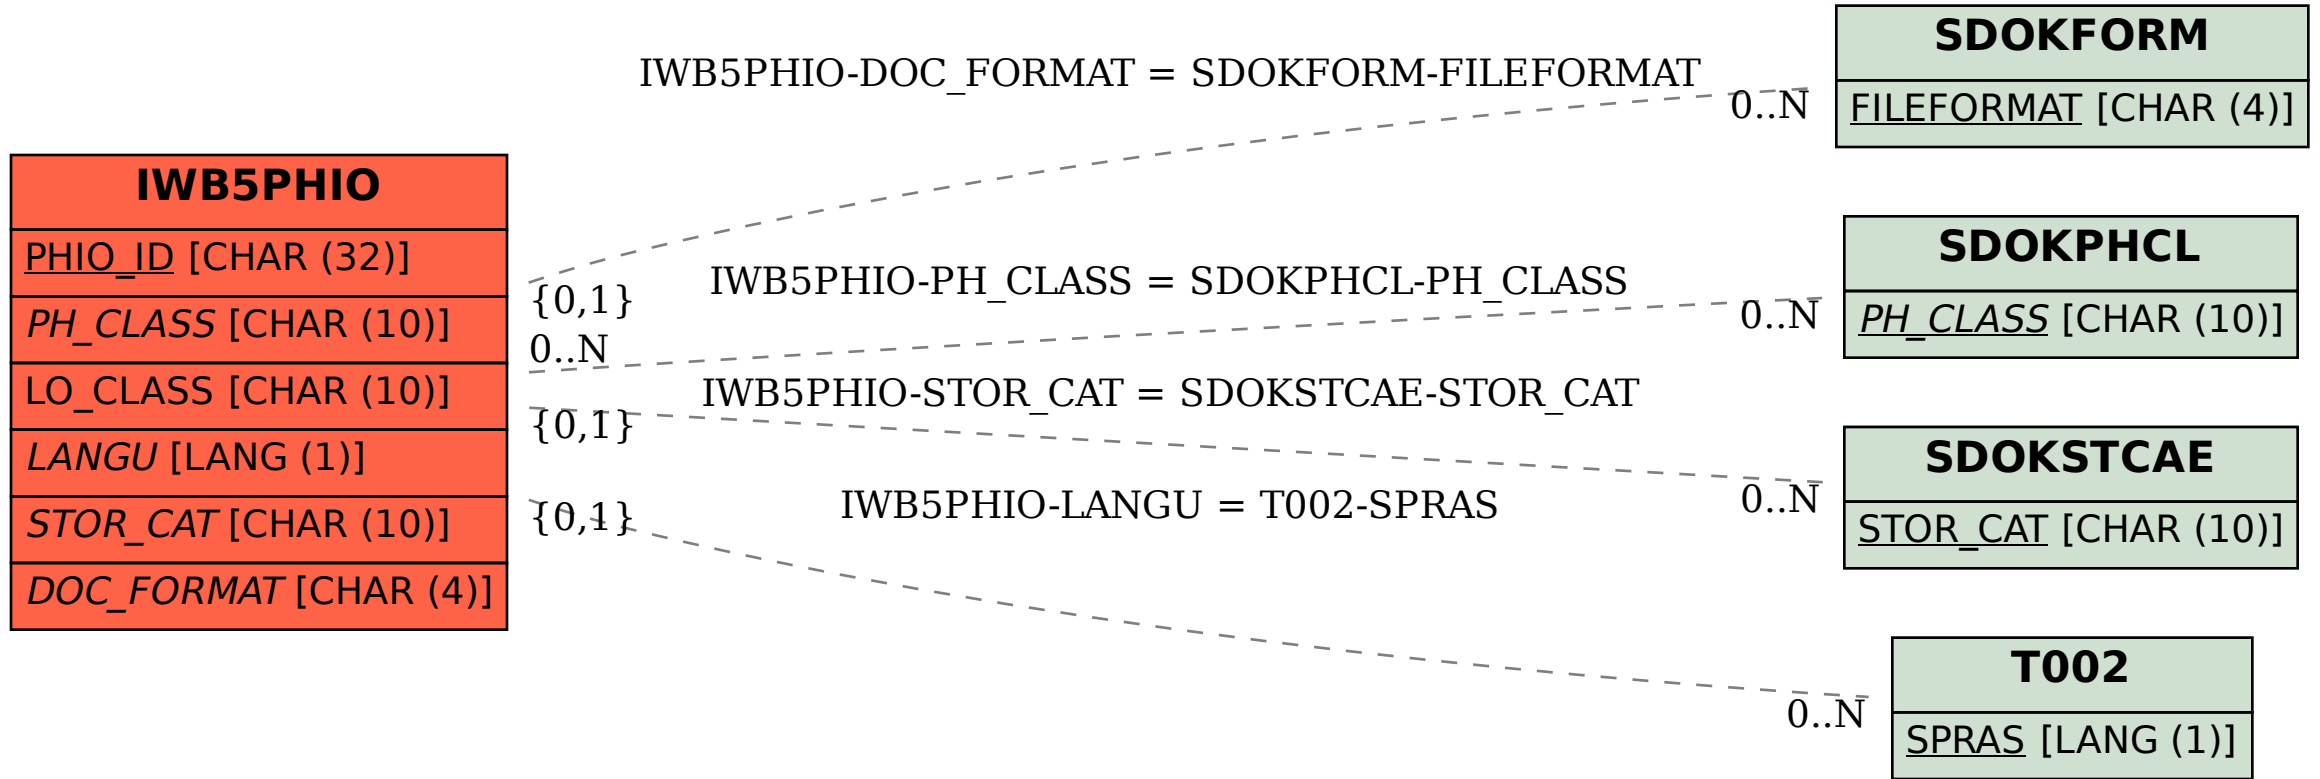 IWB5PHIO
PHIO_ID [CHAR (32)]
PH_CLASS [CHAR (10)]
LO_CLASS [CHAR (10)]
LANGU [LANG (1)]
STOR_CAT [CHAR (10)]
DOC_FORMAT [CHAR (4)]
IWB5PHIO-DOC_FORMAT = SDOKFORM-FILEFORMAT
{0,1}
0..N
IWB5PHIO-PH_CLASS = SDOKPHCL-PH_CLASS
0..N
0..N
IWB5PHIO-STOR_CAT = SDOKSTCAE-STOR_CAT
{0,1}
0..N
IWB5PHIO-LANGU = T002-SPRAS
{0,1}
0..N
SDOKFORM
FILEFORMAT [CHAR (4)]
SDOKPHCL
PH_CLASS [CHAR (10)]
SDOKSTCAE
STOR_CAT [CHAR (10)]
T002
SPRAS [LANG (1)]